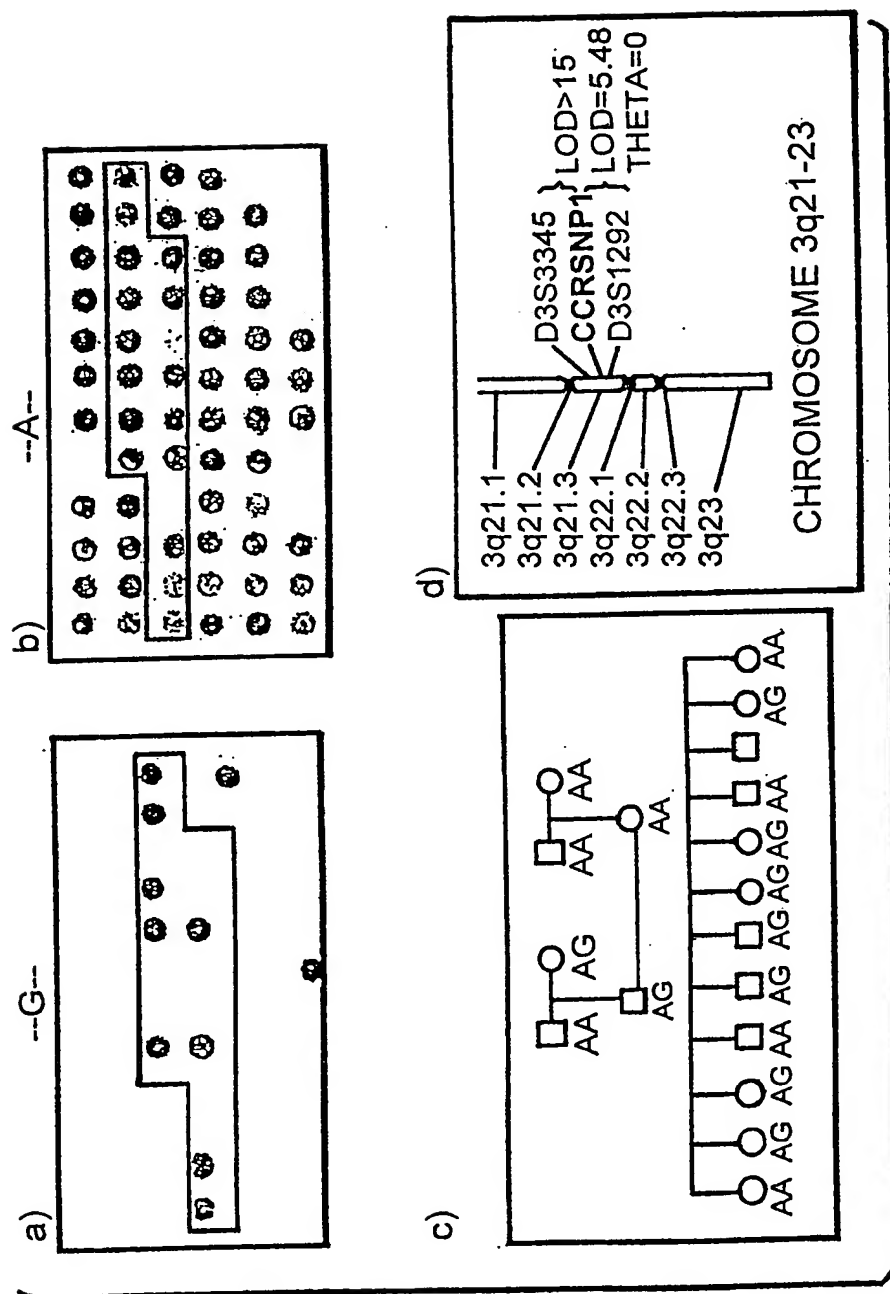 a)
--G--
b)
--A--
c)
AA AG AA AA
AG AA
AA AG AG AA AG AG AG AG AA AG AA
d)
3q21.1
3q21.2
3q21.3
3q22.1
3q22.2
3q22.3
3q23
D3S3345 } LOD>15
CCRSNP1
D3S1292 } LOD=5.48
THETA=0
CHROMOSOME 3q21-23